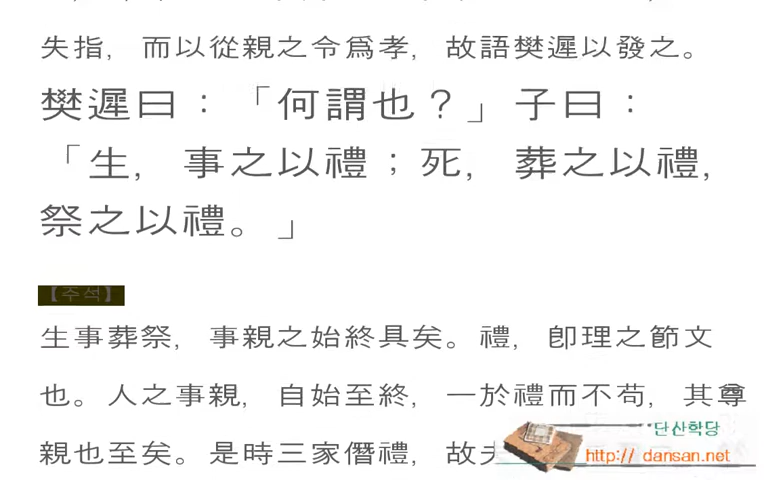 失指, 而以從親之令爲孝, 故語樊遲以發之。
樊遲曰：「何謂也？」子曰：
「生, 事之以禮；死, 葬之以禮,
祭之以禮。」
【주석】
生事葬祭, 事親之始終具矣。禮, 卽理之節文
也。人之事親, 自始至終, 一於禮而不苟, 其尊
親也至矣。是時三家僭禮, 故
단산학당
http:// dansan.net